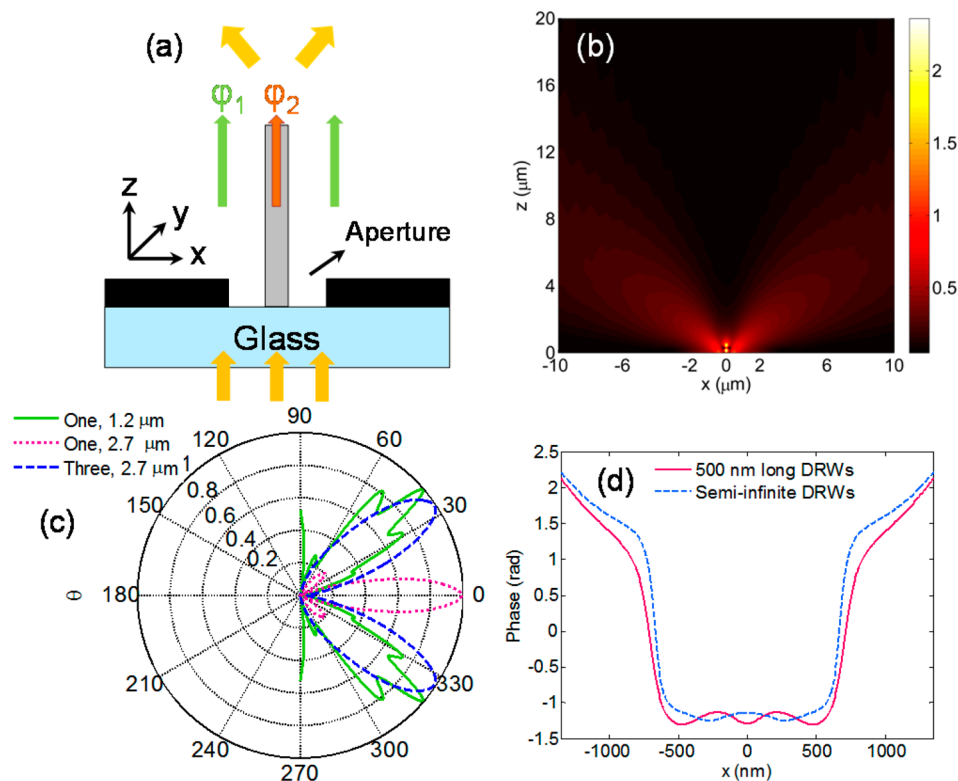 (a)
φ1 φ2
z
y
x
Aperture
Glass
(b)
20
16
12
8
4
0
z (μm)
-10 -6 -2 0 2 6 10
x (μm)
2
1.5
1
0.5
One, 1.2 μm
One, 2.7 μm
Three, 2.7 μm
(c)
90
120 60
150 30
180 0
210 330
240 300
270
1
0.8
0.6
0.4
0.2
θ
(d)
500 nm long DRWs
Semi-infinite DRWs
2.5
2
1.5
1
0.5
0
-0.5
-1
-1.5
Phase (rad)
-1000 -500 0 500 1000
x (nm)